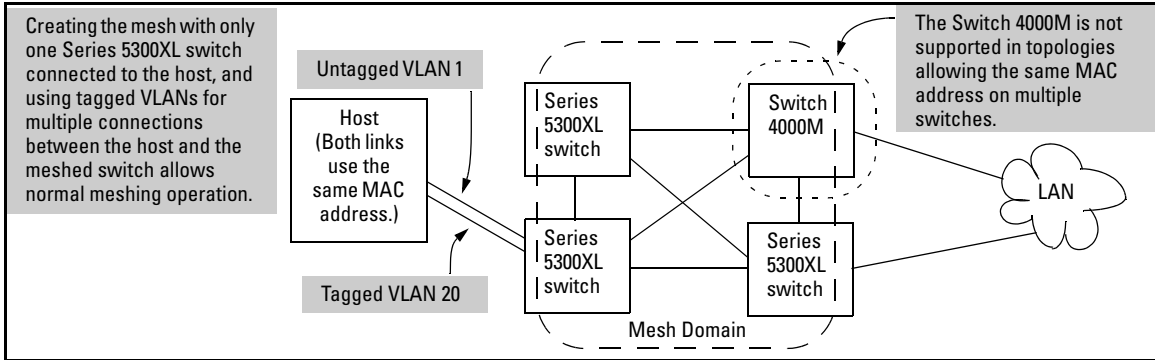 Creating the mesh with only
one Series 5300XL switch
connected to the host, and
using tagged VLANs for
multiple connections
between the host and the
meshed switch allows
normal meshing operation.
Untagged VLAN 1
Host
(Both links
use the
same MAC
address.)
Tagged VLAN 20
Series
5300XL
switch
Switch
4000M
Series
5300XL
switch
Series
5300XL
switch
Mesh Domain
The Switch 4000M is not
supported in topologies
allowing the same MAC
address on multiple
switches.
LAN